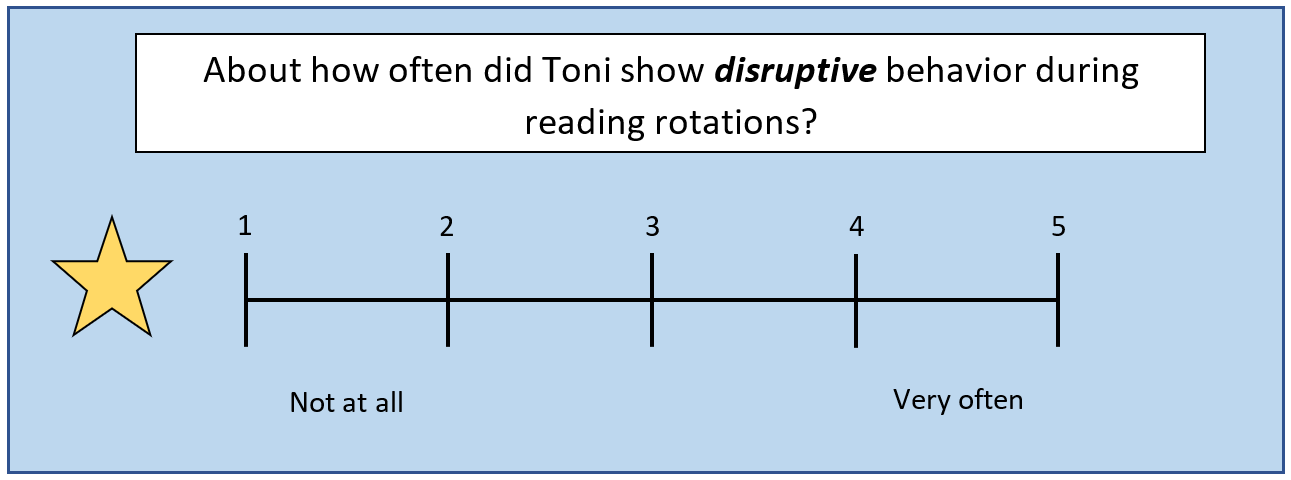 About how often did Toni show disruptive behavior during
reading rotations?
1 2 3 4 5
Not at all Very often